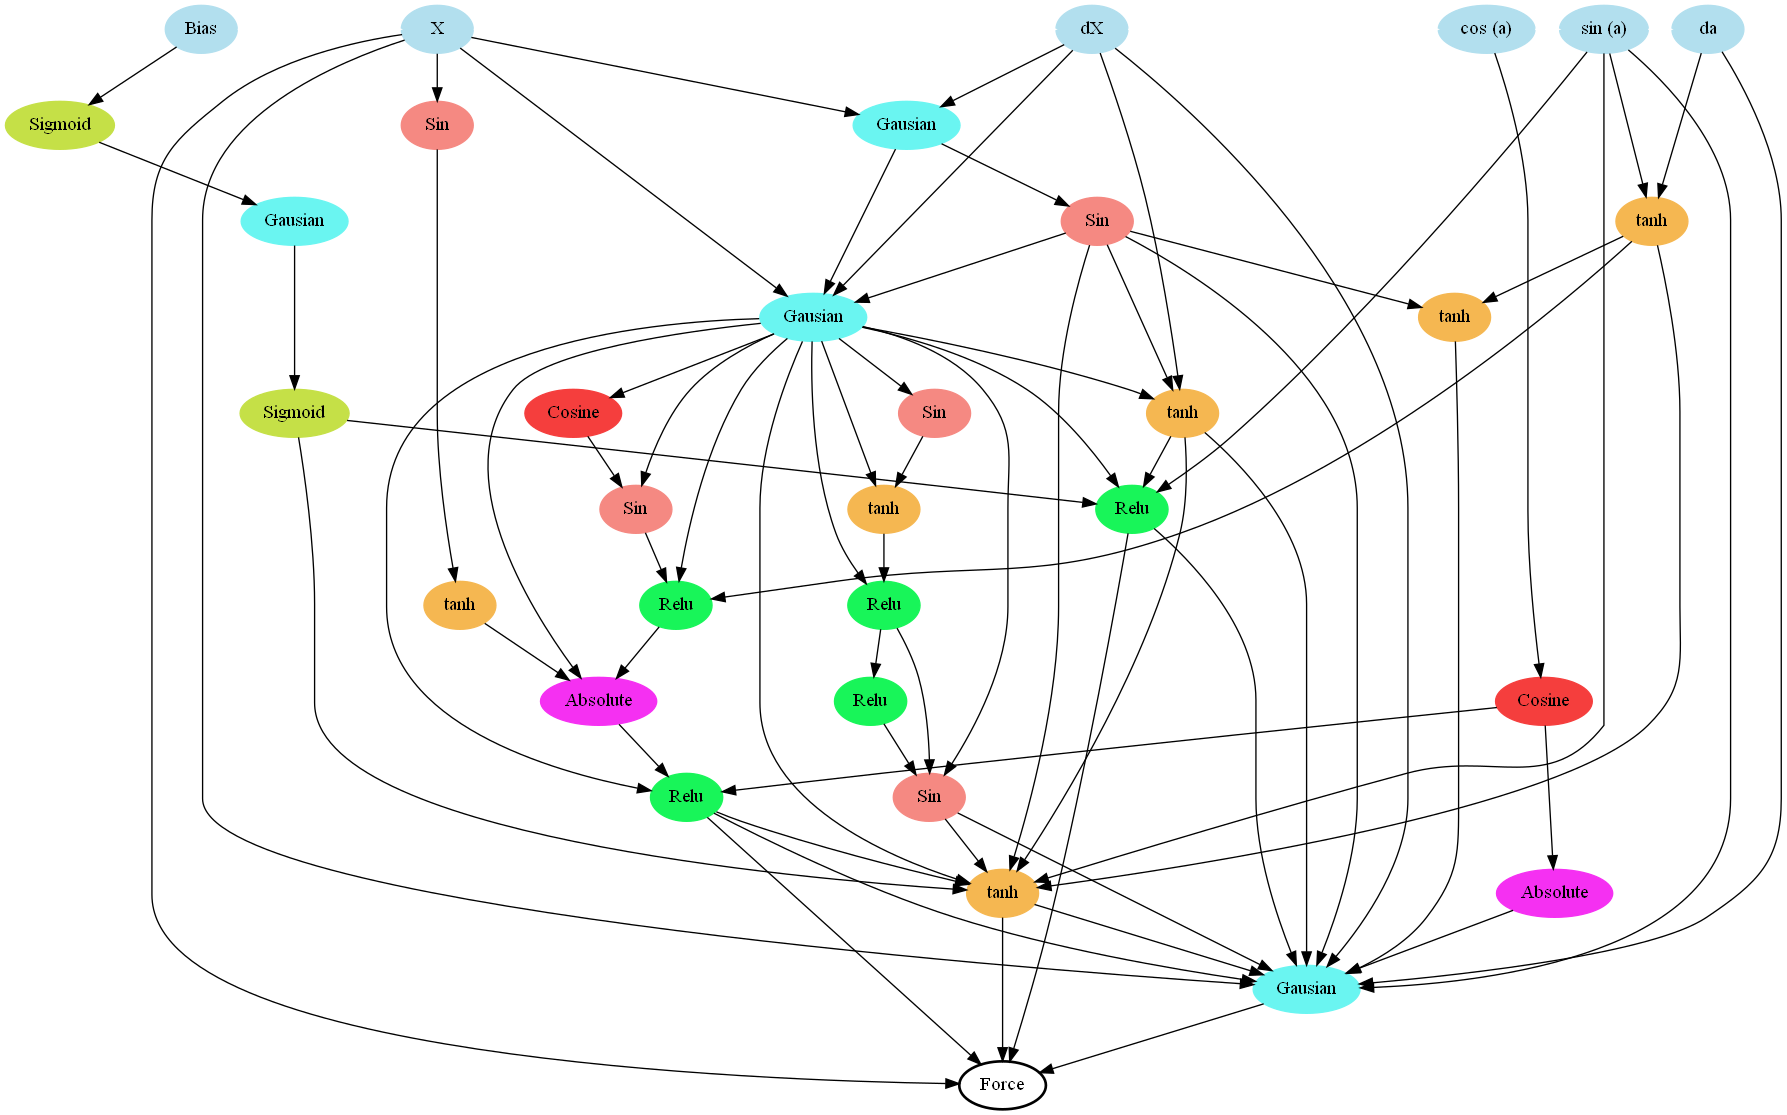 Bias
X
dX
cos (a)
sin (a)
da
Sigmoid
Sin
Gausian
Gausian
Sin
tanh
Gausian
tanh
Sigmoid
Cosine
Sin
tanh
Sin
tanh
Relu
tanh
Relu
Relu
Absolute
Relu
Cosine
Relu
Sin
tanh
Absolute
Gausian
Force